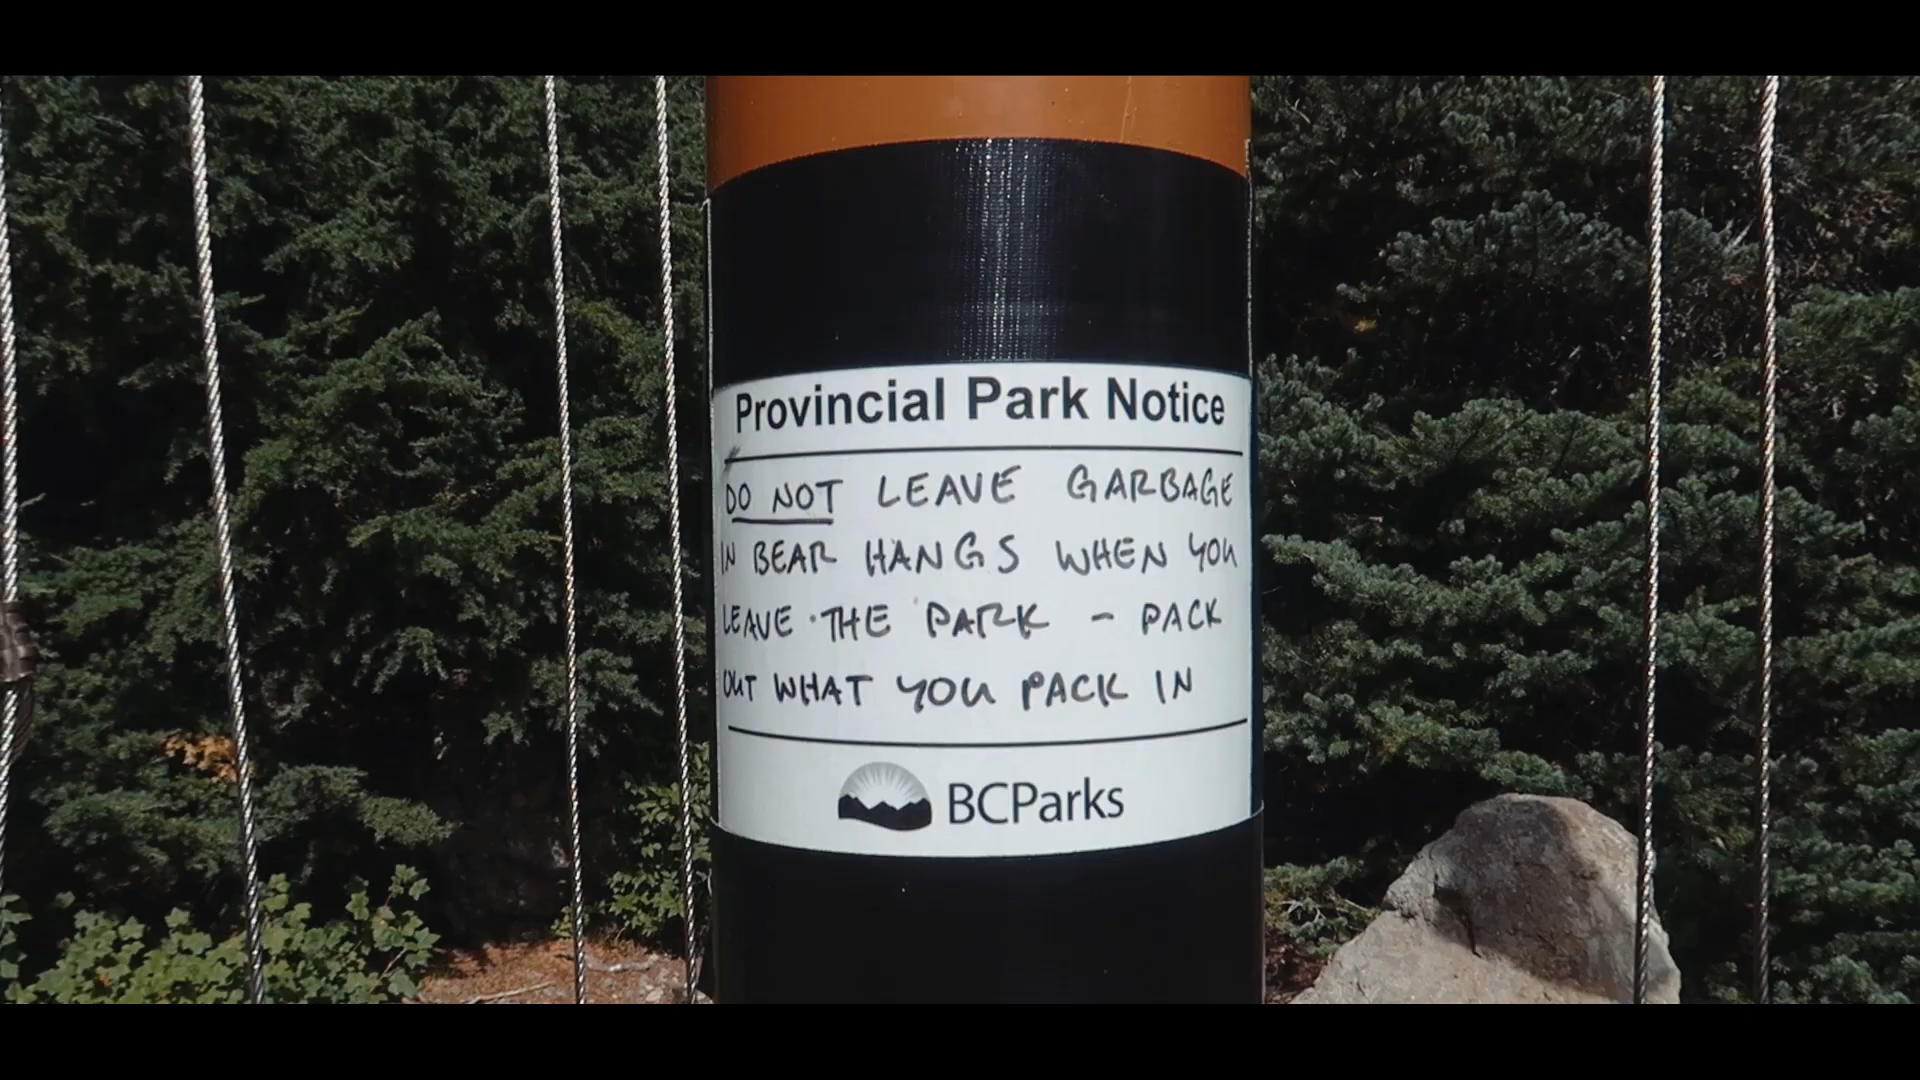 Provincial Park Notice
DO NOT LEAVE GARBAGE
IN BEAR HANGS WHEN YOU
LEAVE THE PARK - PACK
OUT WHAT YOU PACK IN
BCParks